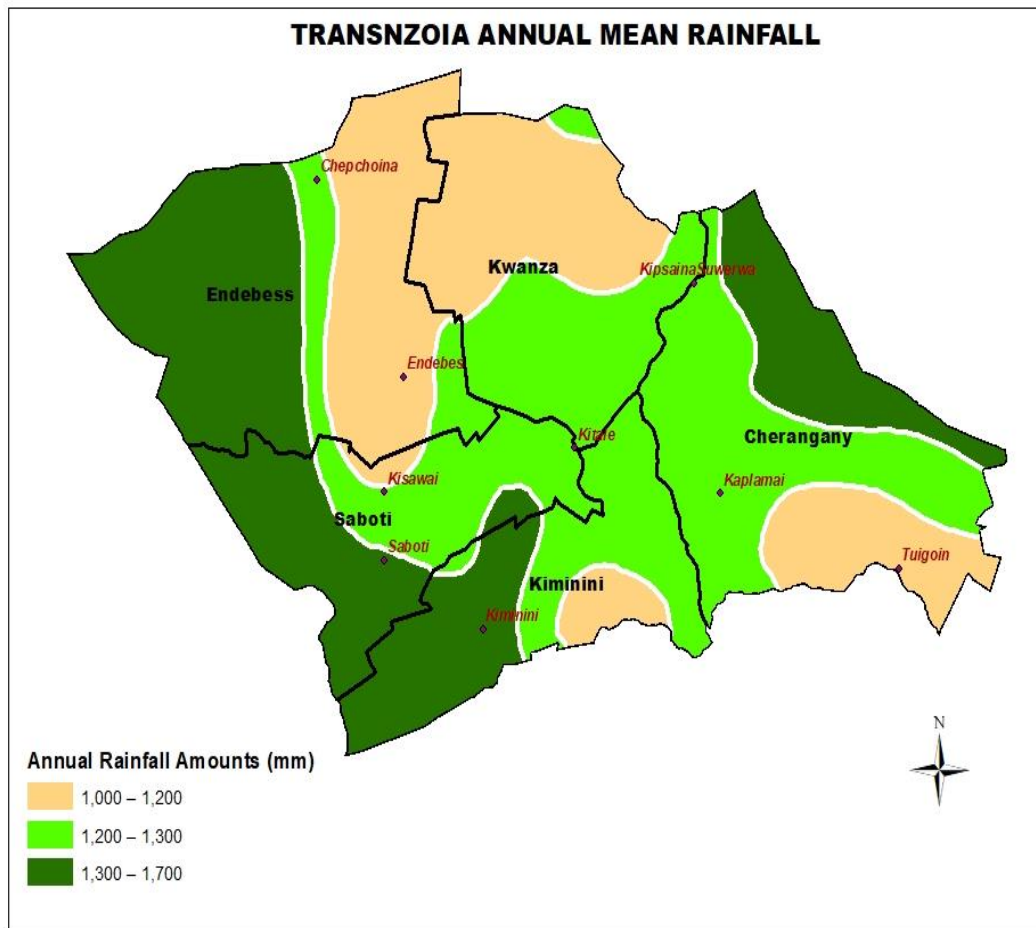 TRANSNZOIA ANNUAL MEAN RAINFALL
Chepchoina
Kwanza
KipsainaSuwerwa
Endebess
Endebes
Kitale
Cherangany
Kisawai
Kaplamai
Saboti
Saboti
Tuigoin
Kiminini
Kiminini
N
Annual Rainfall Amounts (mm)
1,000 – 1,200
1,200 – 1,300
1,300 – 1,700